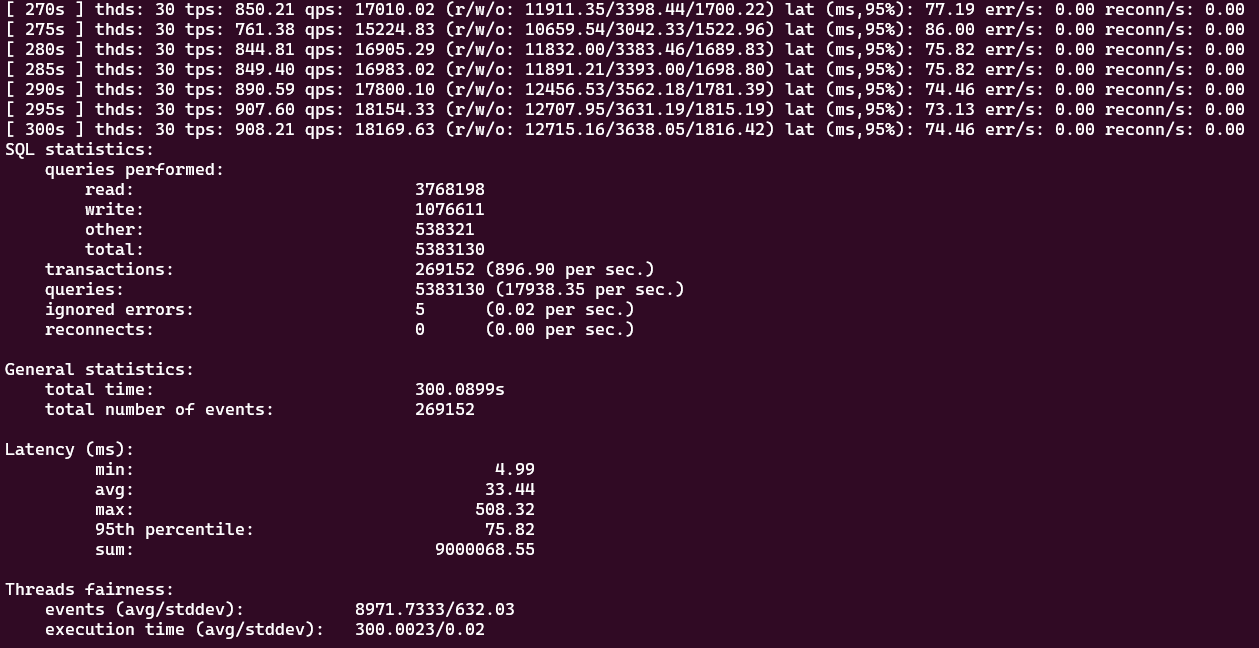 [ 270s ] thds: 30 tps: 850.21 qps: 17010.02 (r/w/o: 11911.35/3398.44/1700.22) lat (ms,95%): 77.19 err/s: 0.00 reconn/s: 0.00
[ 275s ] thds: 30 tps: 761.38 qps: 15224.83 (r/w/o: 10659.54/3042.33/1522.96) lat (ms,95%): 86.00 err/s: 0.00 reconn/s: 0.00
[ 280s ] thds: 30 tps: 844.81 qps: 16905.29 (r/w/o: 11832.00/3383.46/1689.83) lat (ms,95%): 75.82 err/s: 0.00 reconn/s: 0.00
[ 285s ] thds: 30 tps: 849.40 qps: 16983.02 (r/w/o: 11891.21/3393.00/1698.80) lat (ms,95%): 75.82 err/s: 0.00 reconn/s: 0.00
[ 290s ] thds: 30 tps: 890.59 qps: 17800.10 (r/w/o: 12456.53/3562.18/1781.39) lat (ms,95%): 74.46 err/s: 0.00 reconn/s: 0.00
[ 295s ] thds: 30 tps: 907.60 qps: 18154.33 (r/w/o: 12707.95/3631.19/1815.19) lat (ms,95%): 73.13 err/s: 0.00 reconn/s: 0.00
[ 300s ] thds: 30 tps: 908.21 qps: 18169.63 (r/w/o: 12715.16/3638.05/1816.42) lat (ms,95%): 74.46 err/s: 0.00 reconn/s: 0.00
SQL statistics:
    queries performed:
        read:                            3768198
        write:                           1076611
        other:                           538321
        total:                           5383130
    transactions:                        269152 (896.90 per sec.)
    queries:                             5383130 (17938.35 per sec.)
    ignored errors:                      5      (0.02 per sec.)
    reconnects:                          0      (0.00 per sec.)

General statistics:
    total time:                          300.0899s
    total number of events:              269152

Latency (ms):
         min:                                    4.99
         avg:                                   33.44
         max:                                  508.32
         95th percentile:                       75.82
         sum:                              9000068.55

Threads fairness:
    events (avg/stddev):           8971.7333/632.03
    execution time (avg/stddev):   300.0023/0.02